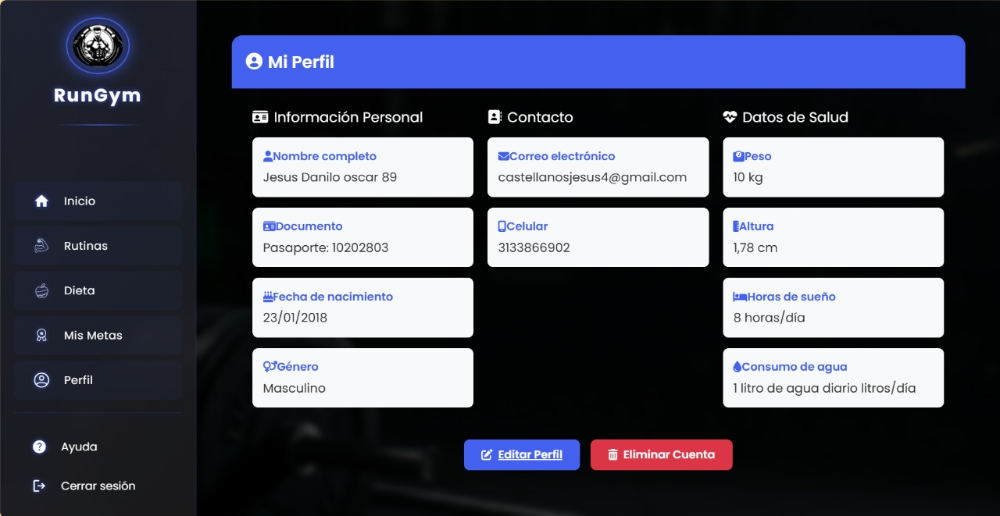 RunGym
Inicio
Rutinas
Dieta
Mis Metas
Perfil
Ayuda
Cerrar sesión
Mi Perfil
Información Personal
Nombre completo
Jesus Danilo oscar 89
Documento
Pasaporte: 10202803
Fecha de nacimiento
23/01/2018
Género
Masculino
Contacto
Correo electrónico
castellanosjesus4@gmail.com
Celular
3133866902
Datos de Salud
Peso
10 kg
Altura
1,78 cm
Horas de sueño
8 horas/día
Consumo de agua
1 litro de agua diario litros/día
Editar Perfil
Eliminar Cuenta